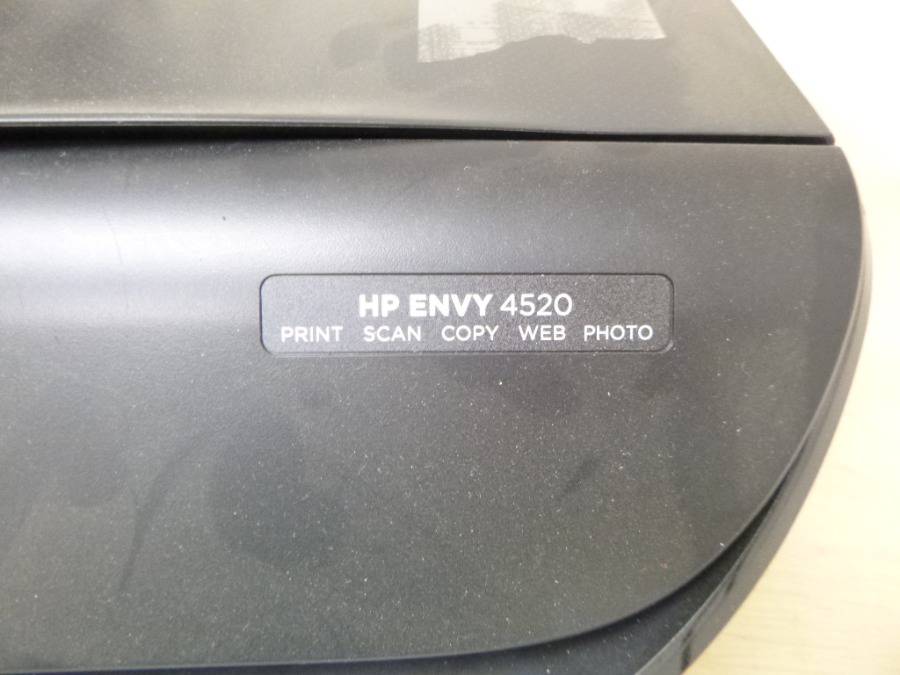 HP ENVY 4520
PRINT SCAN COPY WEB PHOTO